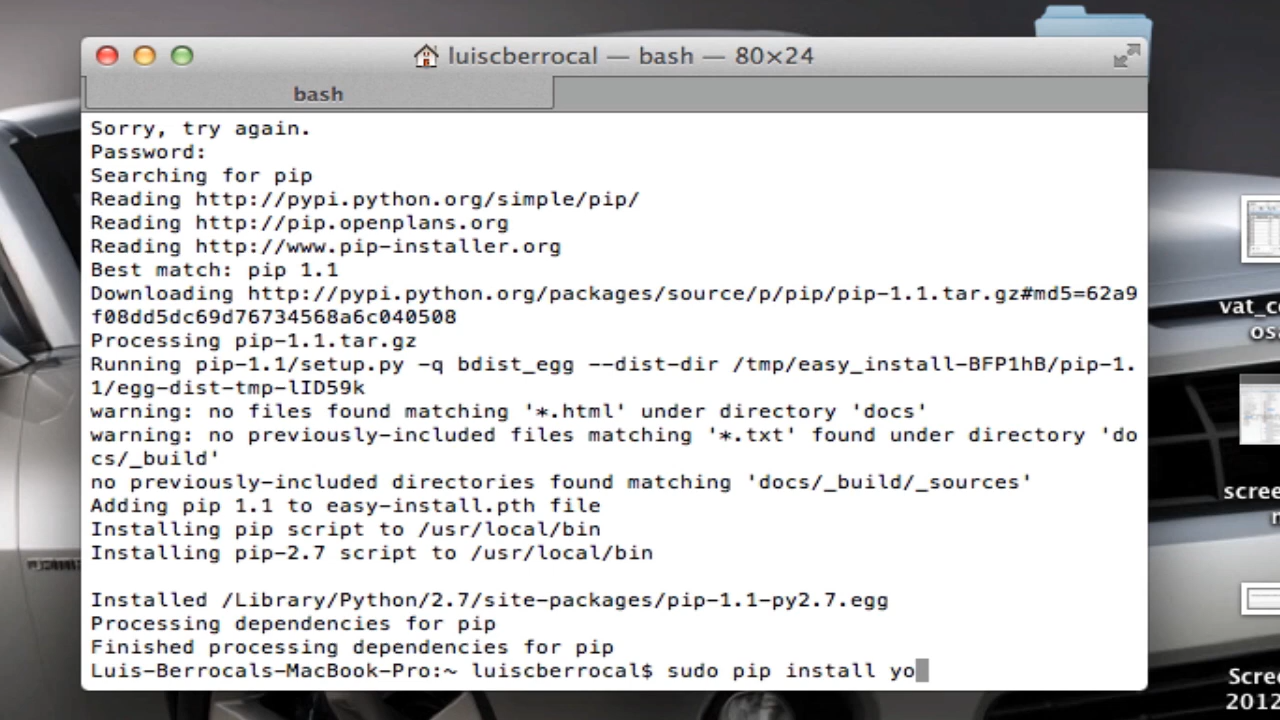 luiscberrocal — bash — 80×24
bash
Sorry, try again.
Password:
Searching for pip
Reading http://pypi.python.org/simple/pip/
Reading http://pip.openplans.org
Reading http://www.pip-installer.org
Best match: pip 1.1
Downloading http://pypi.python.org/packages/source/p/pip/pip-1.1.tar.gz#md5=62a9
f08dd5dc69d76734568a6c040508
Processing pip-1.1.tar.gz
Running pip-1.1/setup.py -q bdist_egg --dist-dir /tmp/easy_install-BFP1hB/pip-1.
1/egg-dist-tmp-lID59k
warning: no files found matching '*.html' under directory 'docs'
warning: no previously-included files matching '*.txt' found under directory 'do
cs/_build'
no previously-included directories found matching 'docs/_build/_sources'
Adding pip 1.1 to easy-install.pth file
Installing pip script to /usr/local/bin
Installing pip-2.7 script to /usr/local/bin
Installed /Library/Python/2.7/site-packages/pip-1.1-py2.7.egg
Processing dependencies for pip
Finished processing dependencies for pip
Luis-Berrocals-MacBook-Pro:~ luiscberrocal$ sudo pip install yo
Scree
2012